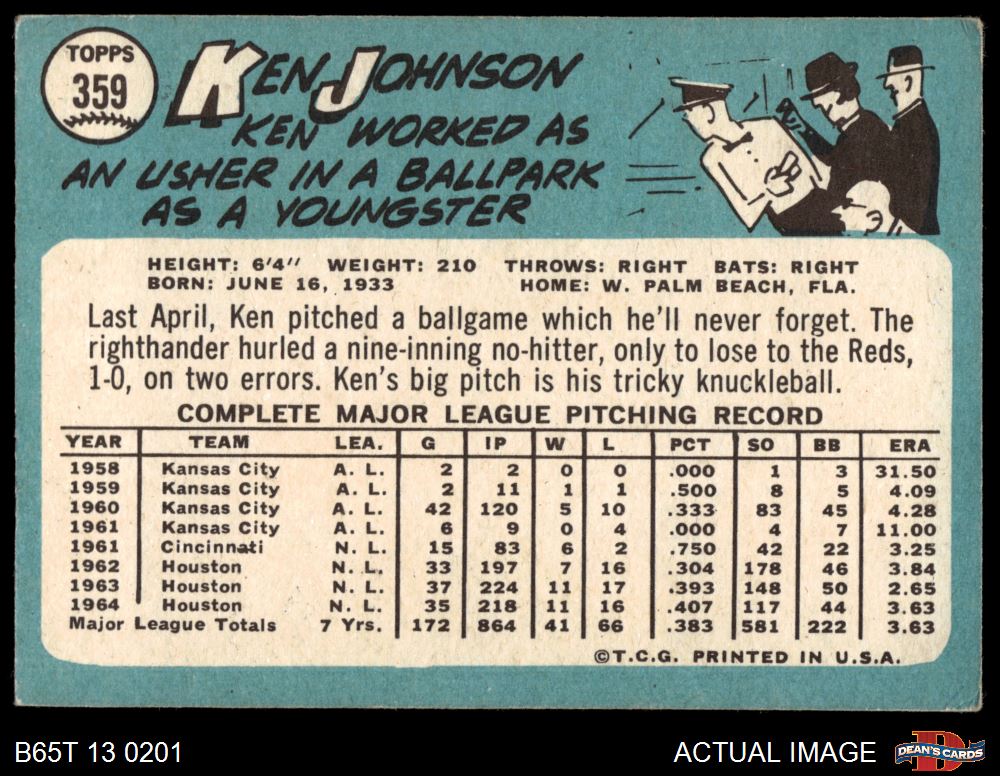 TOPPS
359
KEN JOHNSON
KEN WORKED AS
AN USHER IN A BALLPARK
AS A YOUNGSTER
HEIGHT: 6'4" WEIGHT: 210 THROWS: RIGHT BATS: RIGHT
BORN: JUNE 16, 1933 HOME: W. PALM BEACH, FLA.
Last April, Ken pitched a ballgame which he'll never forget. The
righthander hurled a nine-inning no-hitter, only to lose to the Reds,
1-0, on two errors. Ken's big pitch is his tricky knuckleball.
COMPLETE MAJOR LEAGUE PITCHING RECORD
YEAR TEAM LEA. G IP W L PCT SO BB ERA
1958 Kansas City A. L. 2 2 0 0 .000 1 3 31.50
1959 Kansas City A. L. 2 11 1 1 .500 8 5 4.09
1960 Kansas City A. L. 42 120 5 10 .333 83 45 4.28
1961 Kansas City A. L. 6 9 0 4 .000 4 7 11.00
1961 Cincinnati N. L. 15 83 6 2 .750 42 22 3.25
1962 Houston N. L. 33 197 7 16 .304 178 46 3.84
1963 Houston N. L. 37 224 11 17 .393 148 50 2.65
1964 Houston N. L. 35 218 11 16 .407 117 44 3.63
Major League Totals 7 Yrs. 172 864 41 66 .383 581 222 3.63
©T.C.G. PRINTED IN U.S.A.
B65T 13 0201 ACTUAL IMAGE DEAN'S CARDS